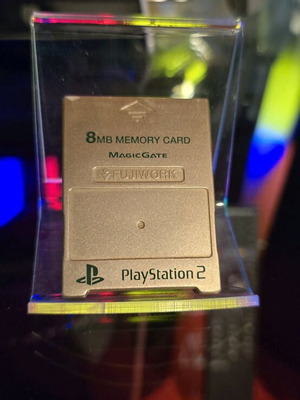 8MB MEMORY CARD
MAGICGATE
FUJIWORK
PlayStation 2